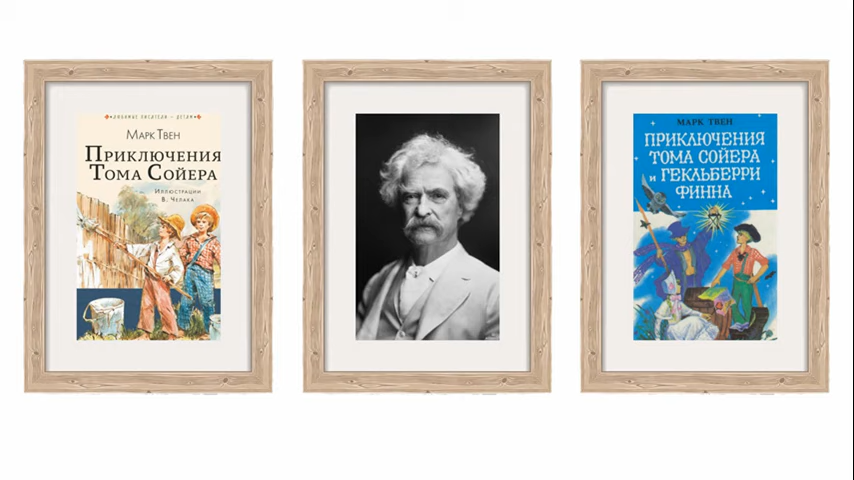 ЛЮБИМЫЕ ПИСАТЕЛИ — ДЕТЯМ
МАРК ТВЕН
ПРИКЛЮЧЕНИЯ
ТОМА СОЙЕРА
ИЛЛЮСТРАЦИИ
В. ЧЕЛАКА
МАРК ТВЕН
ПРИКЛЮЧЕНИЯ
ТОМА СОЙЕРА
И ГЕКЛЬБЕРРИ
ФИННА